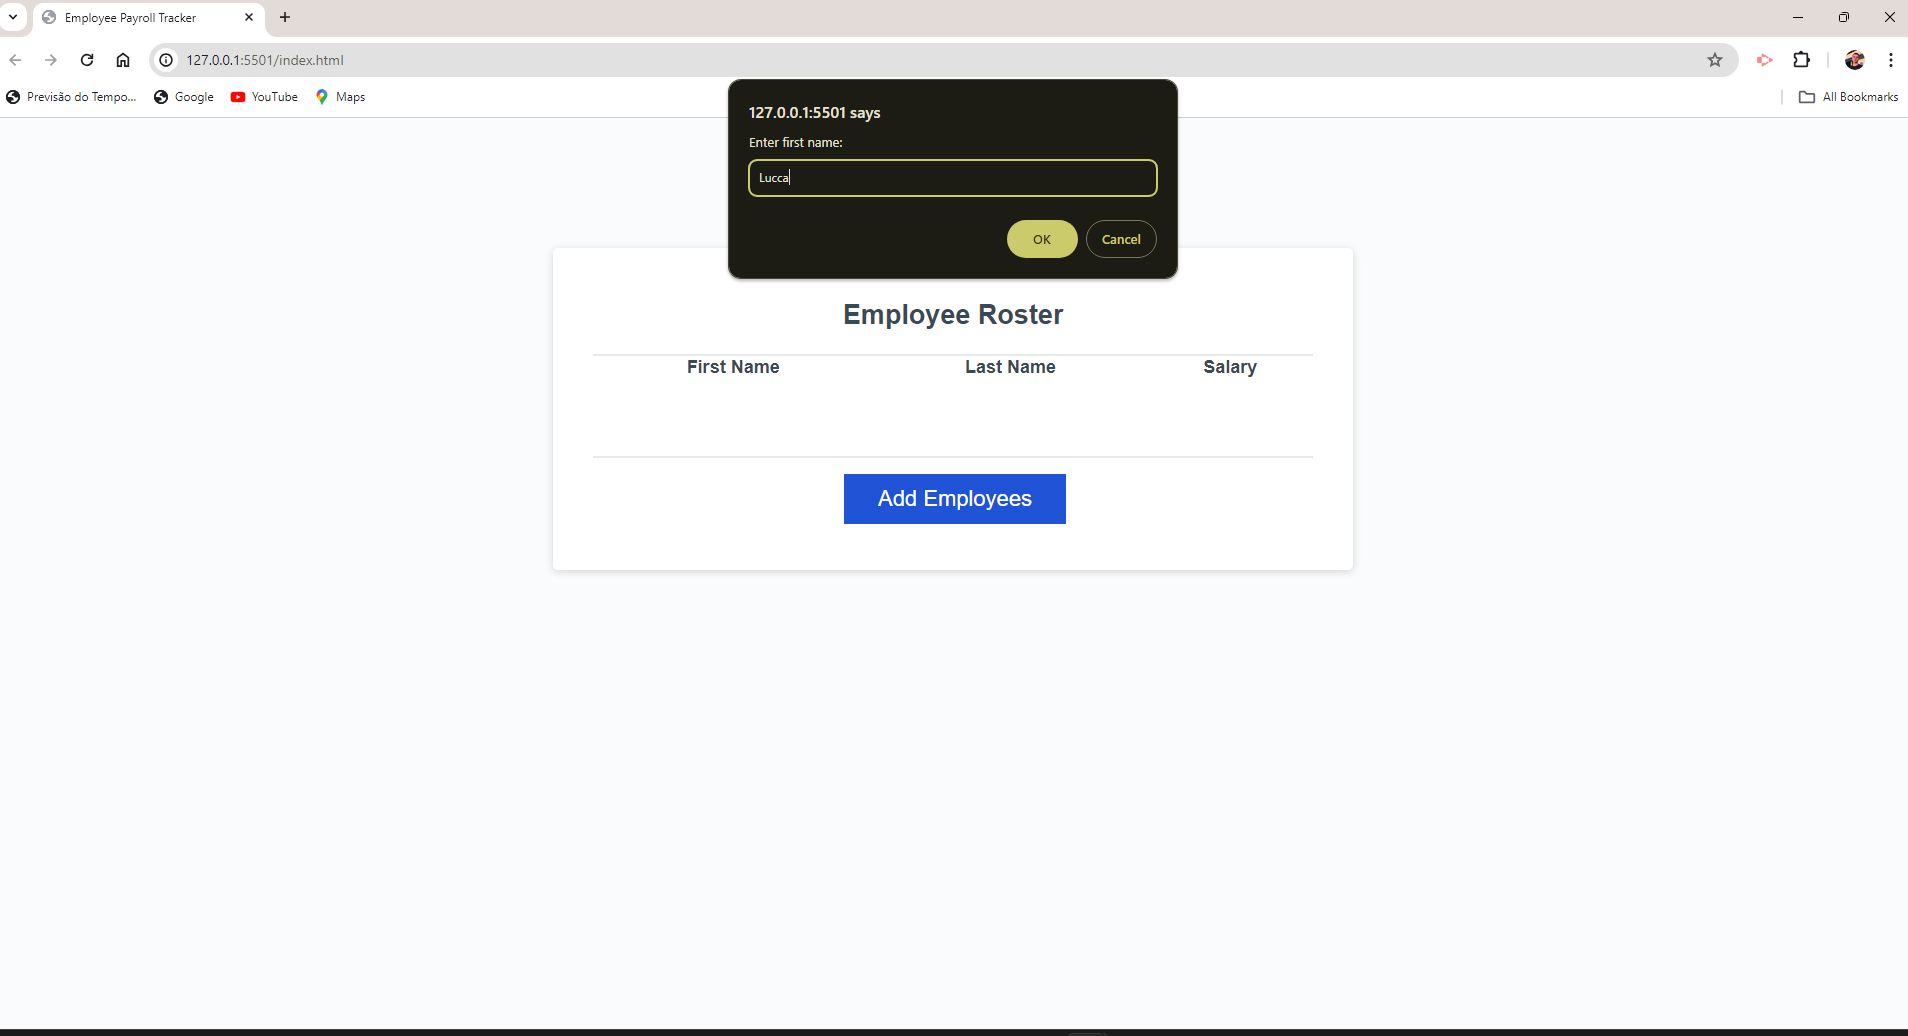 Employee Payroll Tracker
127.0.0.1:5501/index.html
Previsão do Tempo... Google YouTube Maps All Bookmarks
127.0.0.1:5501 says
Enter first name:
Lucca
OK Cancel
Employee Roster
First Name Last Name Salary
Add Employees